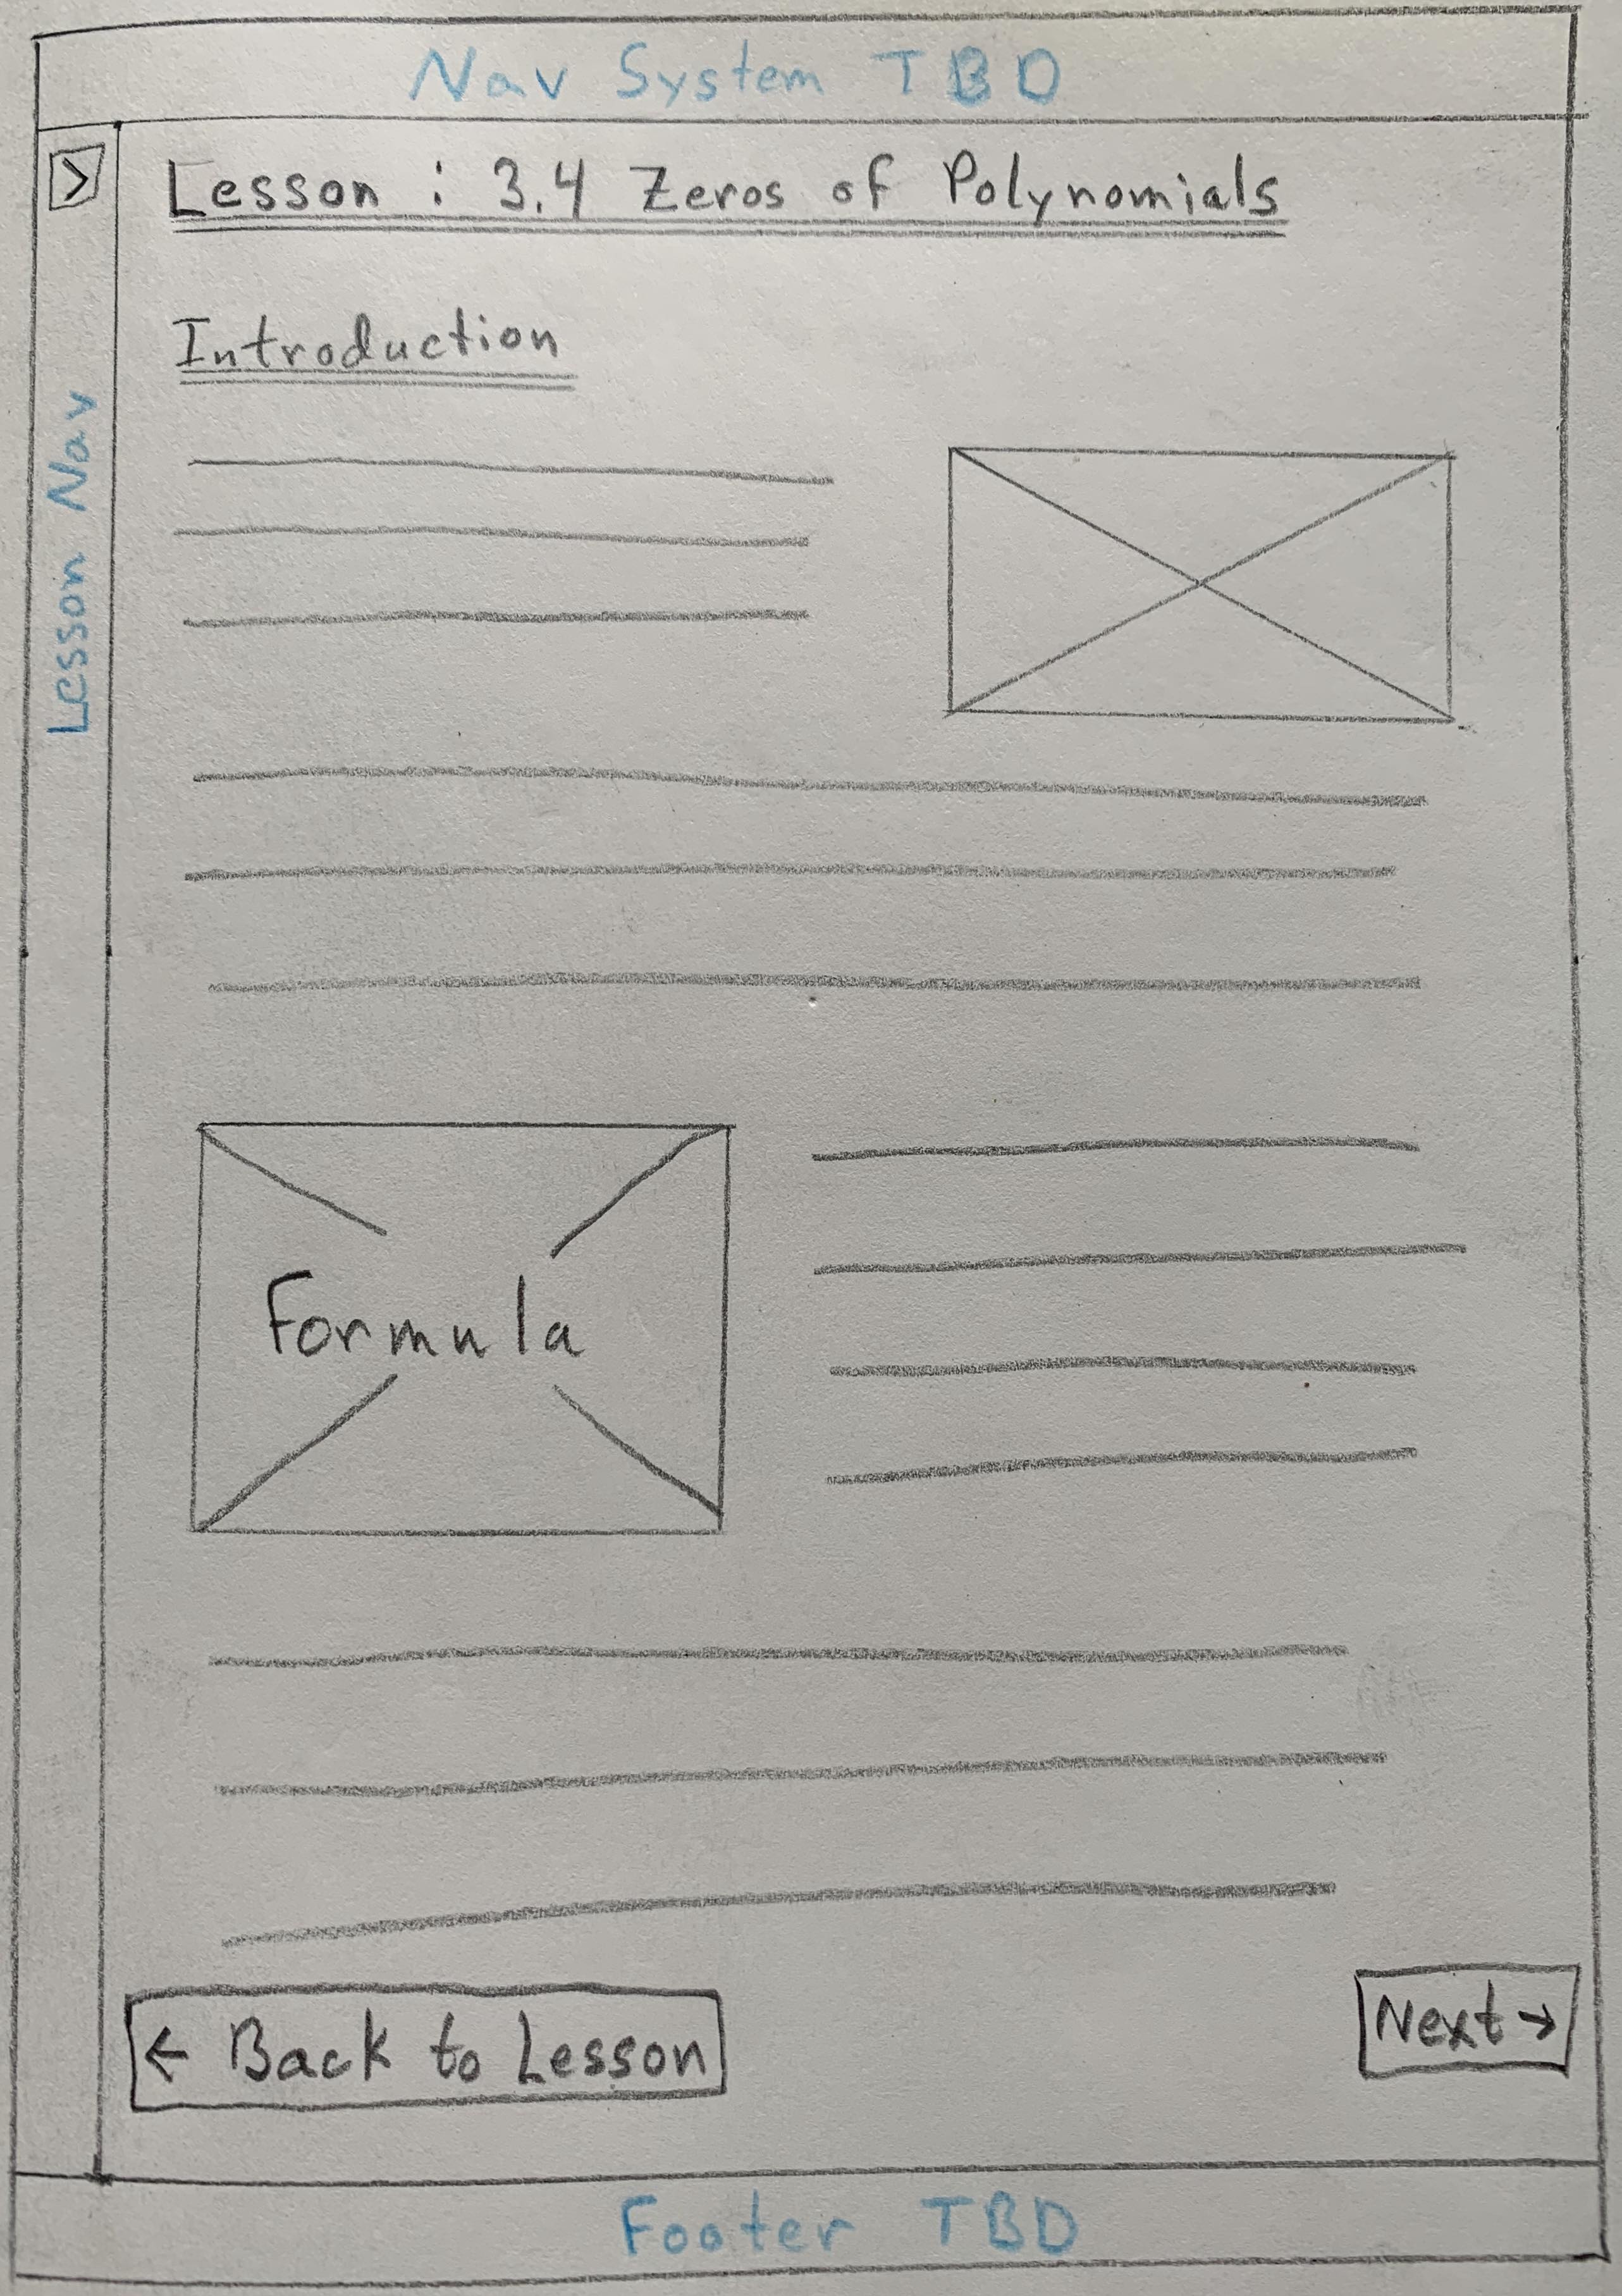 Nav System TBD
>
Lesson : 3.4 Zeros of Polynomials
Lesson Nav
Introduction
Formula
← Back to Lesson
Next →
Footer TBD